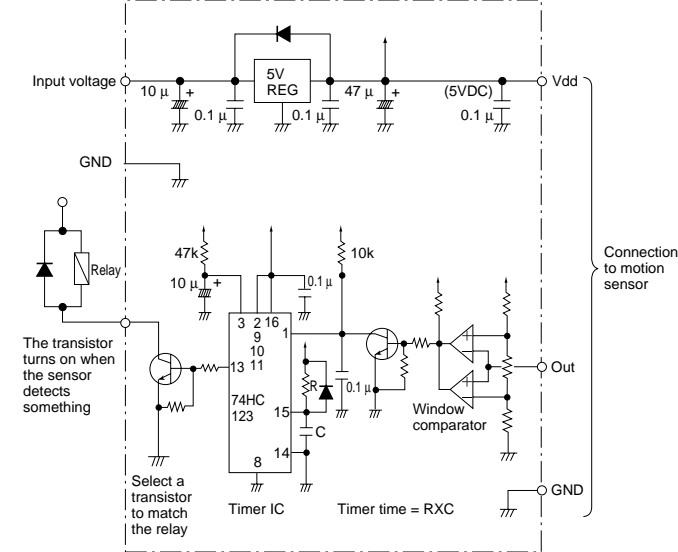 Input voltage
10 µ
+
5V
REG
0.1 µ
0.1 µ
47 µ
+
(5VDC)
0.1 µ
Vdd
GND
Connection
to motion
sensor
47k
10 µ
+
10k
0.1 µ
Relay
3 2 16
9
10
11
1
13
74HC
123
15
14
8
R
C
0.1 µ
+
−
+
−
Window
comparator
Out
GND
The transistor
turns on when
the sensor
detects
something
Select a
transistor
to match
the relay
Timer IC
Timer time = RXC